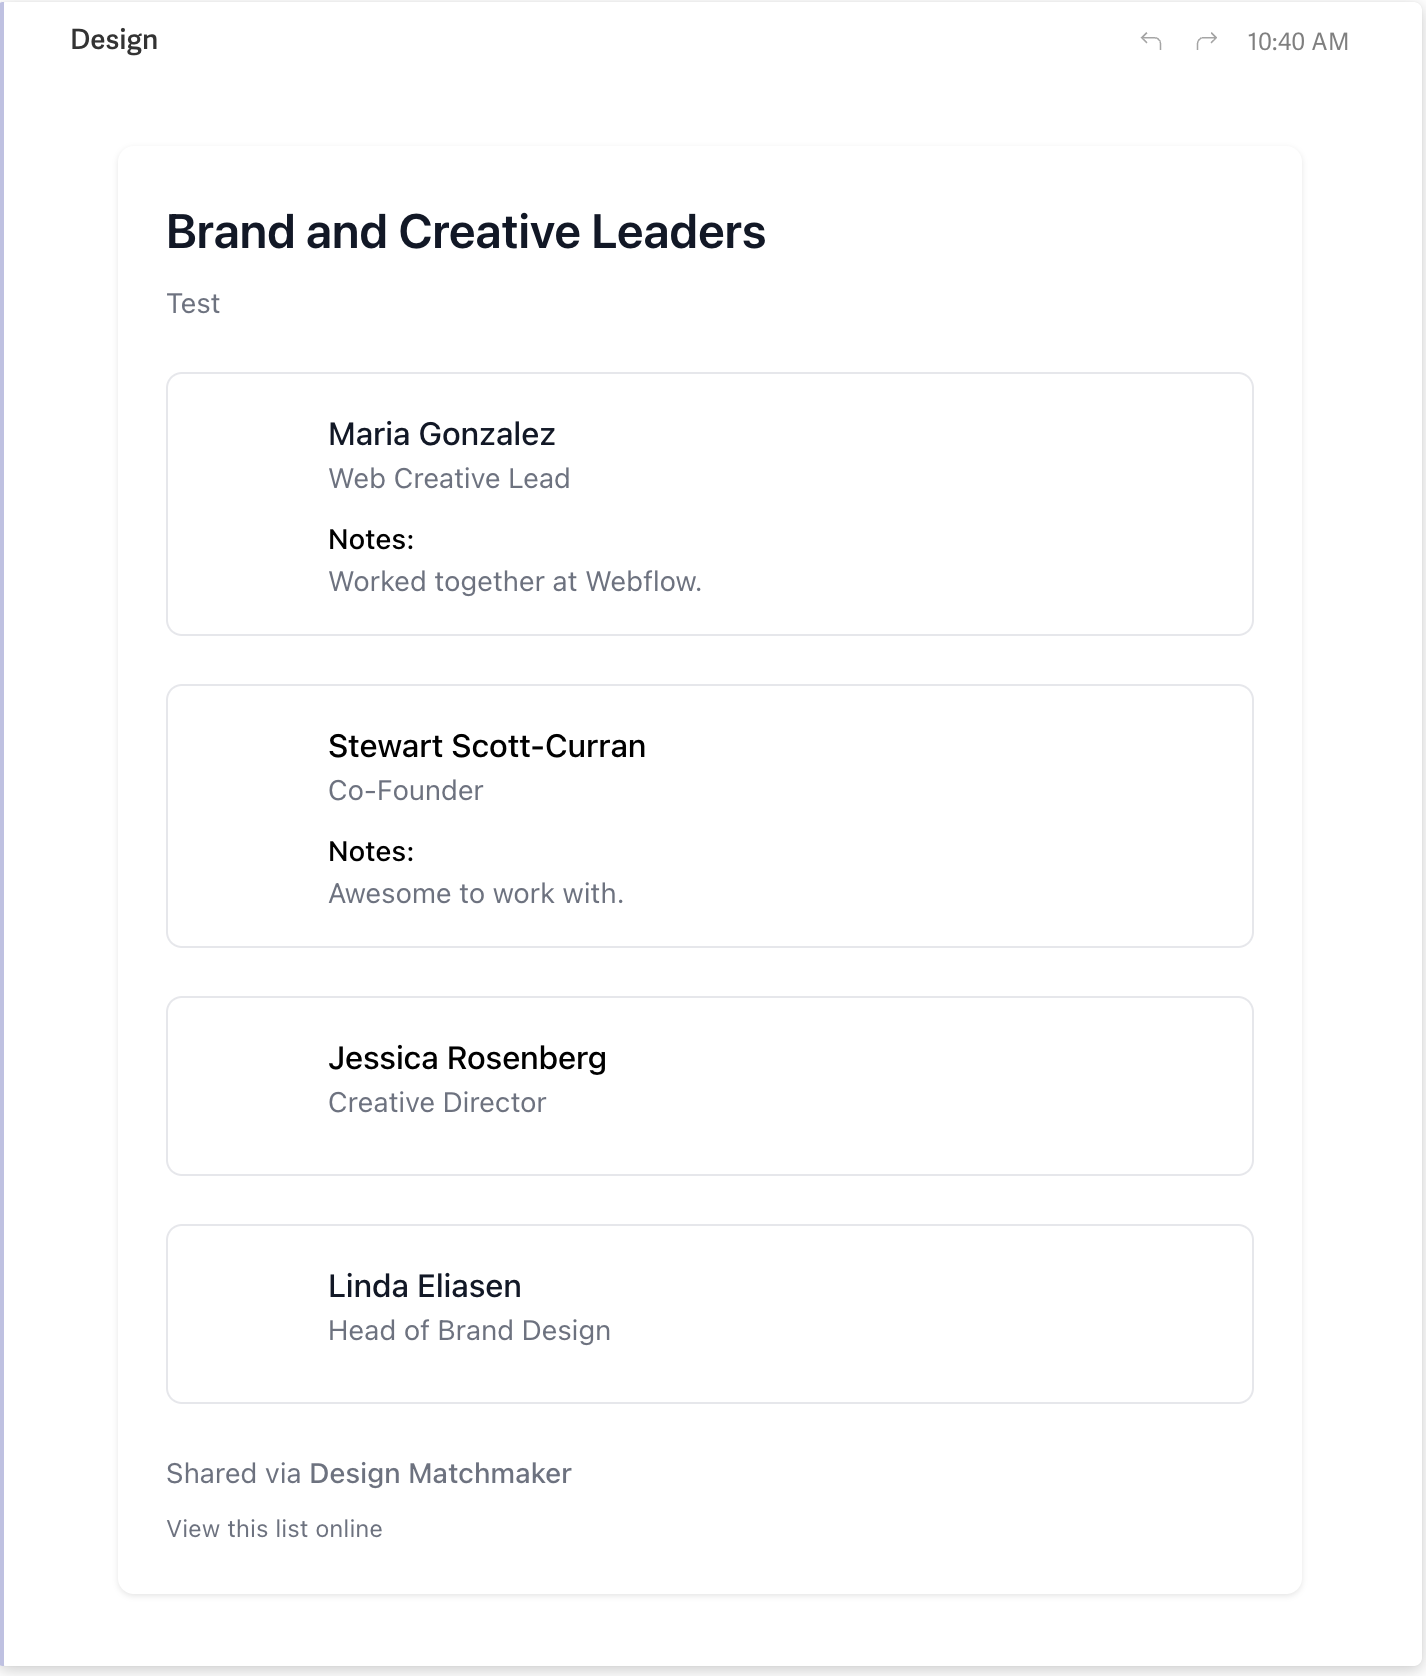 Design
10:40 AM
Brand and Creative Leaders
Test
Maria Gonzalez
Web Creative Lead
Notes:
Worked together at Webflow.
Stewart Scott-Curran
Co-Founder
Notes:
Awesome to work with.
Jessica Rosenberg
Creative Director
Linda Eliasen
Head of Brand Design
Shared via Design Matchmaker
View this list online